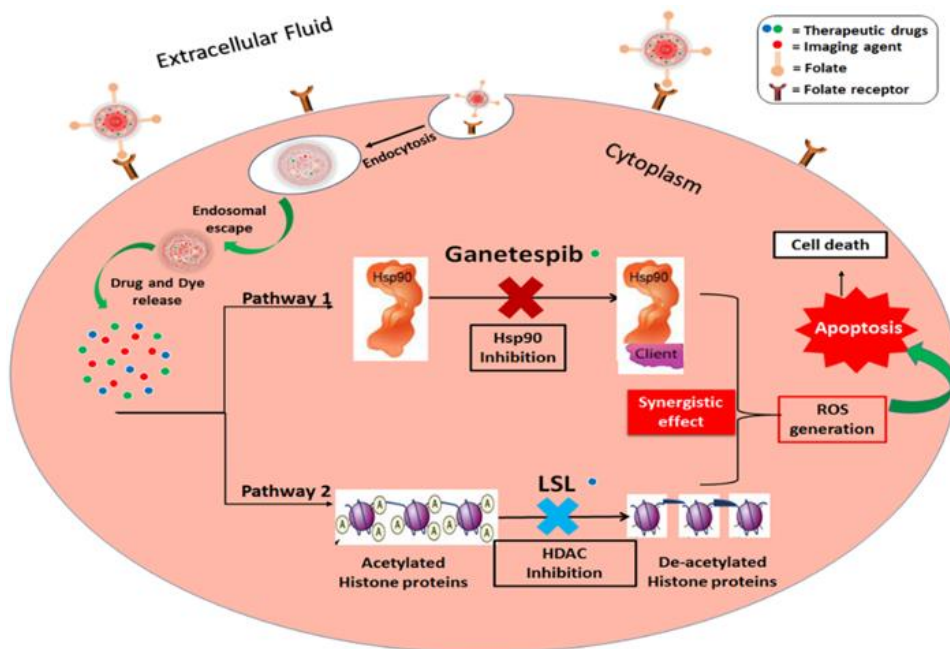 Extracellular Fluid
= Therapeutic drugs
= Imaging agent
= Folate
= Folate receptor
Endocytosis
Cytoplasm
Endosomal
escape
Drug and Dye
release
Pathway 1
Hsp90
Ganetespib
Hsp90
Inhibition
Hsp90
Client
Cell death
Apoptosis
Synergistic
effect
ROS
generation
Pathway 2
A A A A A A A A
LSL
HDAC
Inhibition
Acetylated
Histone proteins
De-acetylated
Histone proteins